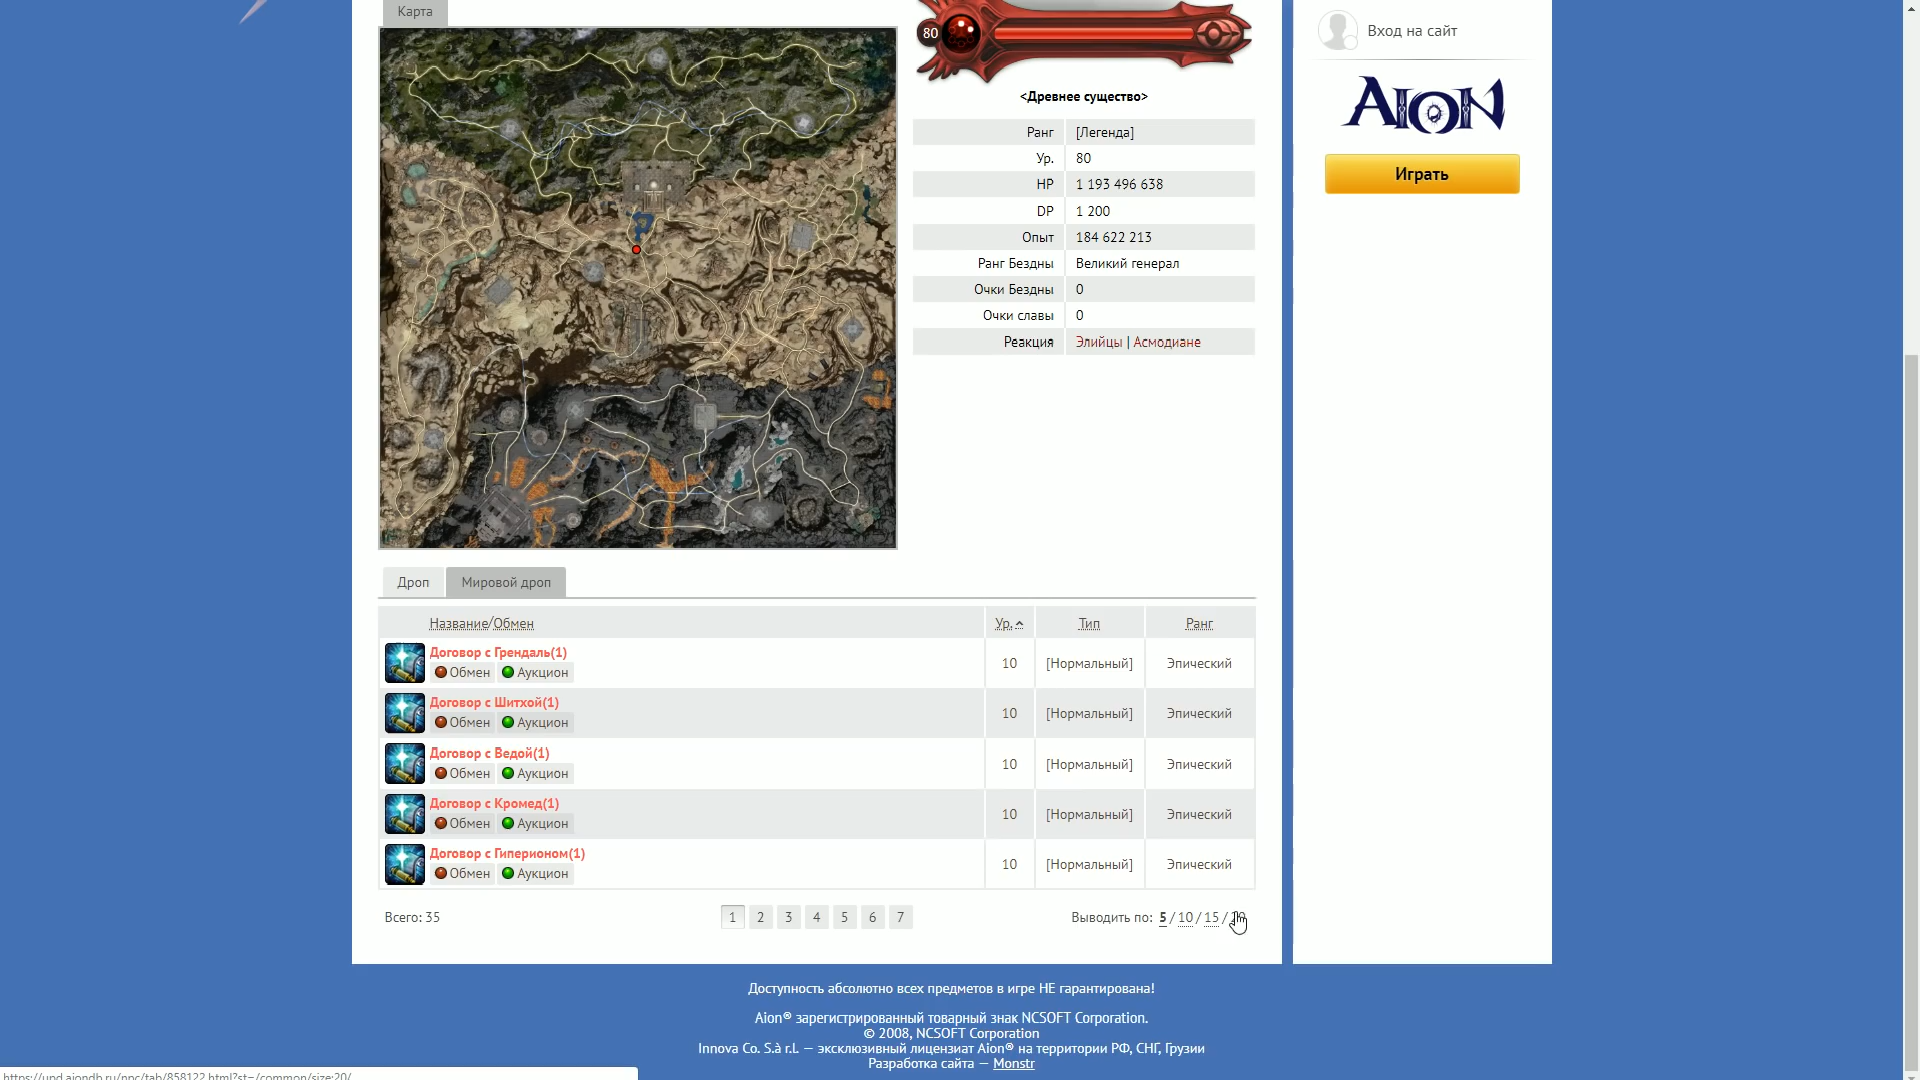 Карта
80
<Древнее существо>
Ранг [Легенда]
Ур. 80
HP 1 193 496 638
DP 1 200
Опыт 184 622 213
Ранг Бездны Великий генерал
Очки Бездны 0
Очки славы 0
Реакция Элийцы | Асмодиане
Вход на сайт
AION
Играть
Дроп Мировой дроп
Название/Обмен Ур. Тип Ранг
Договор с Грендаль(1)
Обмен Аукцион 10 [Нормальный] Эпический
Договор с Шитхой(1)
Обмен Аукцион 10 [Нормальный] Эпический
Договор с Ведой(1)
Обмен Аукцион 10 [Нормальный] Эпический
Договор с Кромед(1)
Обмен Аукцион 10 [Нормальный] Эпический
Договор с Гиперионом(1)
Обмен Аукцион 10 [Нормальный] Эпический
Всего: 35 1 2 3 4 5 6 7 Выводить по: 5 / 10 / 15 /
Доступность абсолютно всех предметов в игре НЕ гарантирована!
Aion® зарегистрированный товарный знак NCSOFT Corporation.
© 2008, NCSOFT Corporation
Innova Co. S.à r.l. — эксклюзивный лицензиат Aion® на территории РФ, СНГ, Грузии
Разработка сайта — Monstr